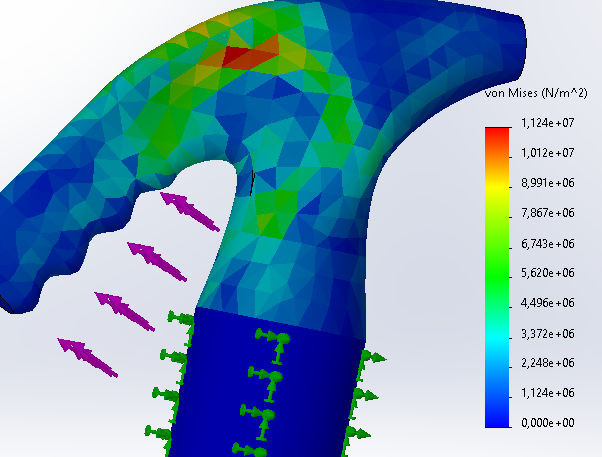 von Mises (N/m^2)
1,124e+07
1,012e+07
8,991e+06
7,867e+06
6,743e+06
5,620e+06
4,496e+06
3,372e+06
2,248e+06
1,124e+06
0,000e+00